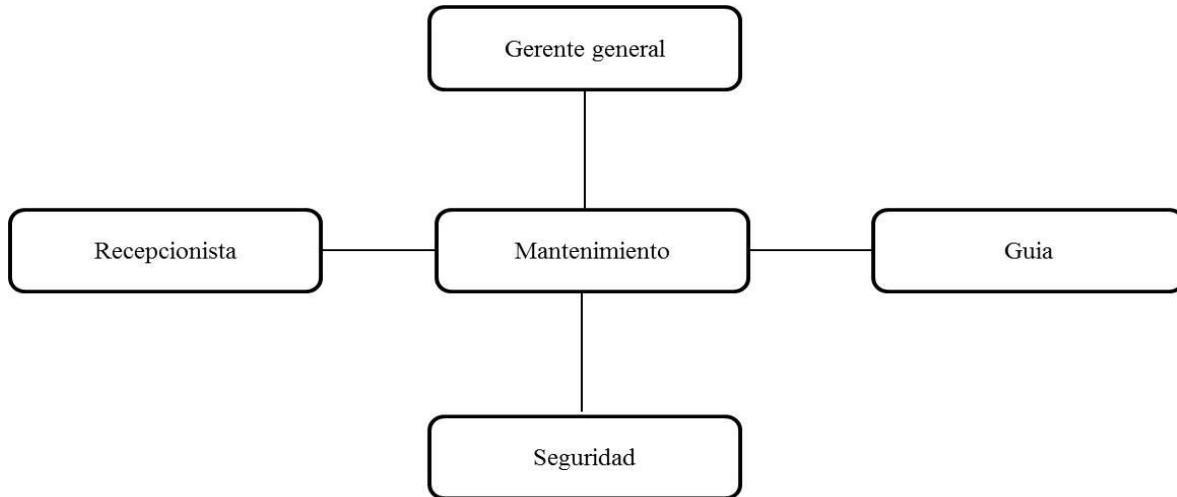 Gerente general
Recepcionista
Mantenimiento
Guia
Seguridad